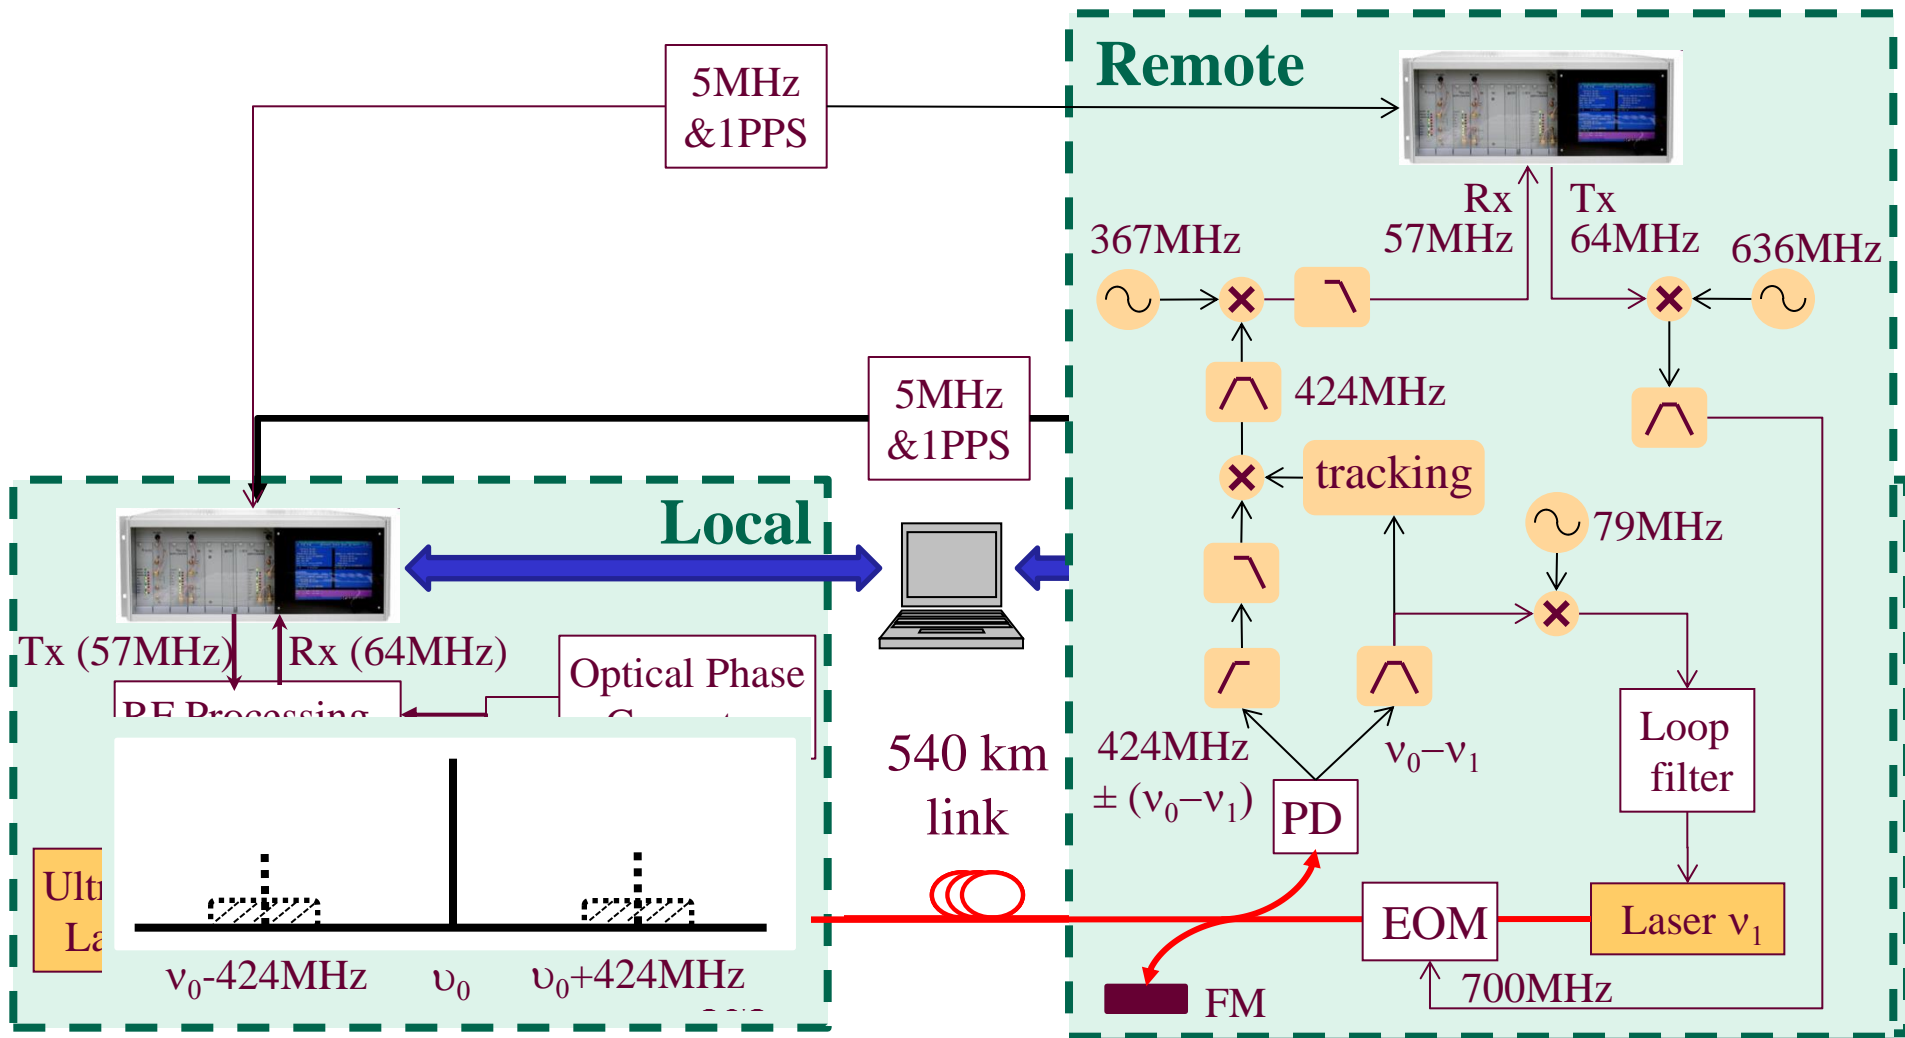 5MHz
&1PPS
Remote
Rx
57MHz
Tx
64MHz
367MHz
636MHz
424MHz
5MHz
&1PPS
tracking
79MHz
Local
Tx (57MHz)
Rx (64MHz)
Optical Phase
RF Processing
540 km
link
424MHz
± (ν₀−ν₁)
ν₀−ν₁
PD
Loop
filter
EOM
Laser ν₁
ν₀-424MHz
υ₀
υ₀+424MHz
FM
700MHz